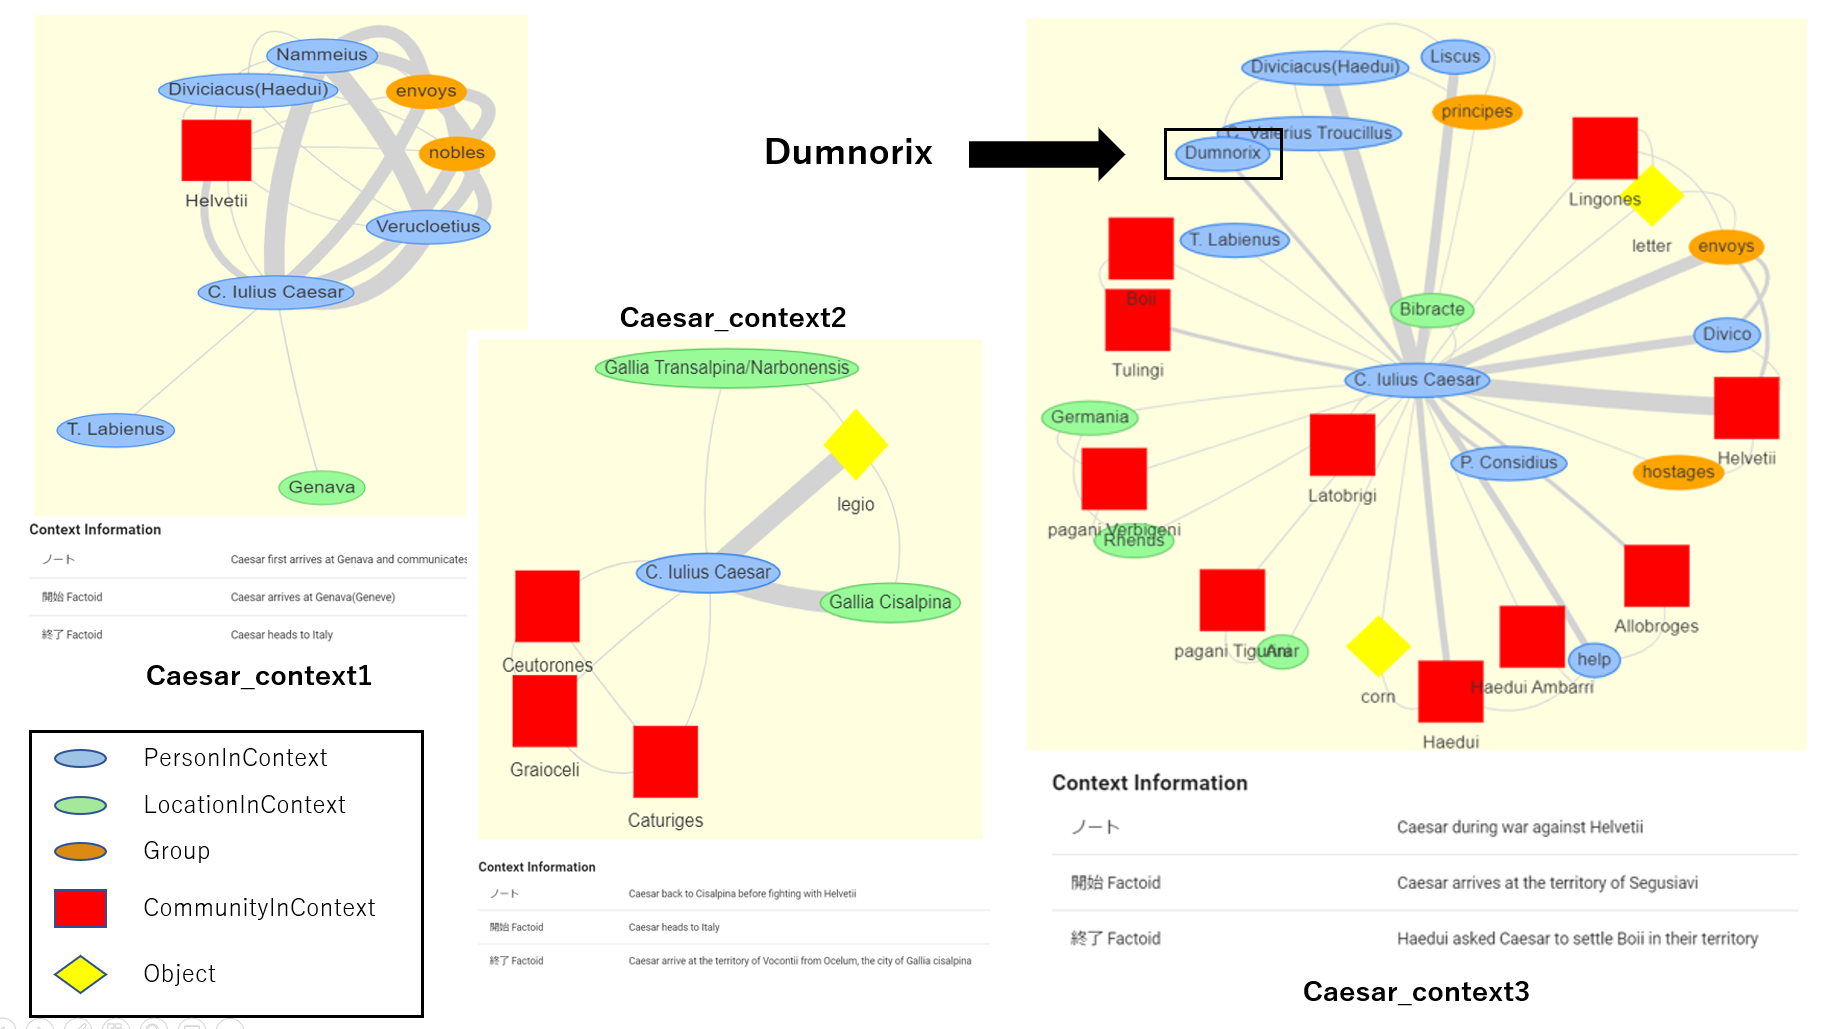 Nammeius
Diviciacus(Haedui)
envoys
nobles
Helvetii
Verucloetius
C. Iulius Caesar
T. Labienus
Genava
Context Information
ノート Caesar first arrives at Genava and communicates
開始 Factoid Caesar arrives at Genava(Geneve)
終了 Factoid Caesar heads to Italy
Caesar_context1
PersonInContext
LocationInContext
Group
CommunityInContext
Object
Caesar_context2
Gallia Transalpina/Narbonensis
legio
C. Iulius Caesar
Gallia Cisalpina
Ceutorones
Graioceli
Caturiges
Context Information
ノート Caesar back to Cisalpina before fighting with Helvetii
開始 Factoid Caesar heads to Italy
終了 Factoid Caesar arrive at the territory of Vocontii from Ocelum, the city of Gallia cisalpina
Dumnorix
Diviciacus(Haedui)
Liscus
principes
C. Valerius Troucillus
Dumnorix
Lingones
letter
T. Labienus
envoys
Boii
Bibracte
Divico
Tulingi
C. Iulius Caesar
Germania
Helvetii
P. Considius
hostages
Latobrigi
pagani Verbigeni
Rhenus
Allobroges
pagani Tigurini
Arar
help
Haedui Ambarri
corn
Haedui
Context Information
ノート Caesar during war against Helvetii
開始 Factoid Caesar arrives at the territory of Segusiavi
終了 Factoid Haedui asked Caesar to settle Boii in their territory
Caesar_context3